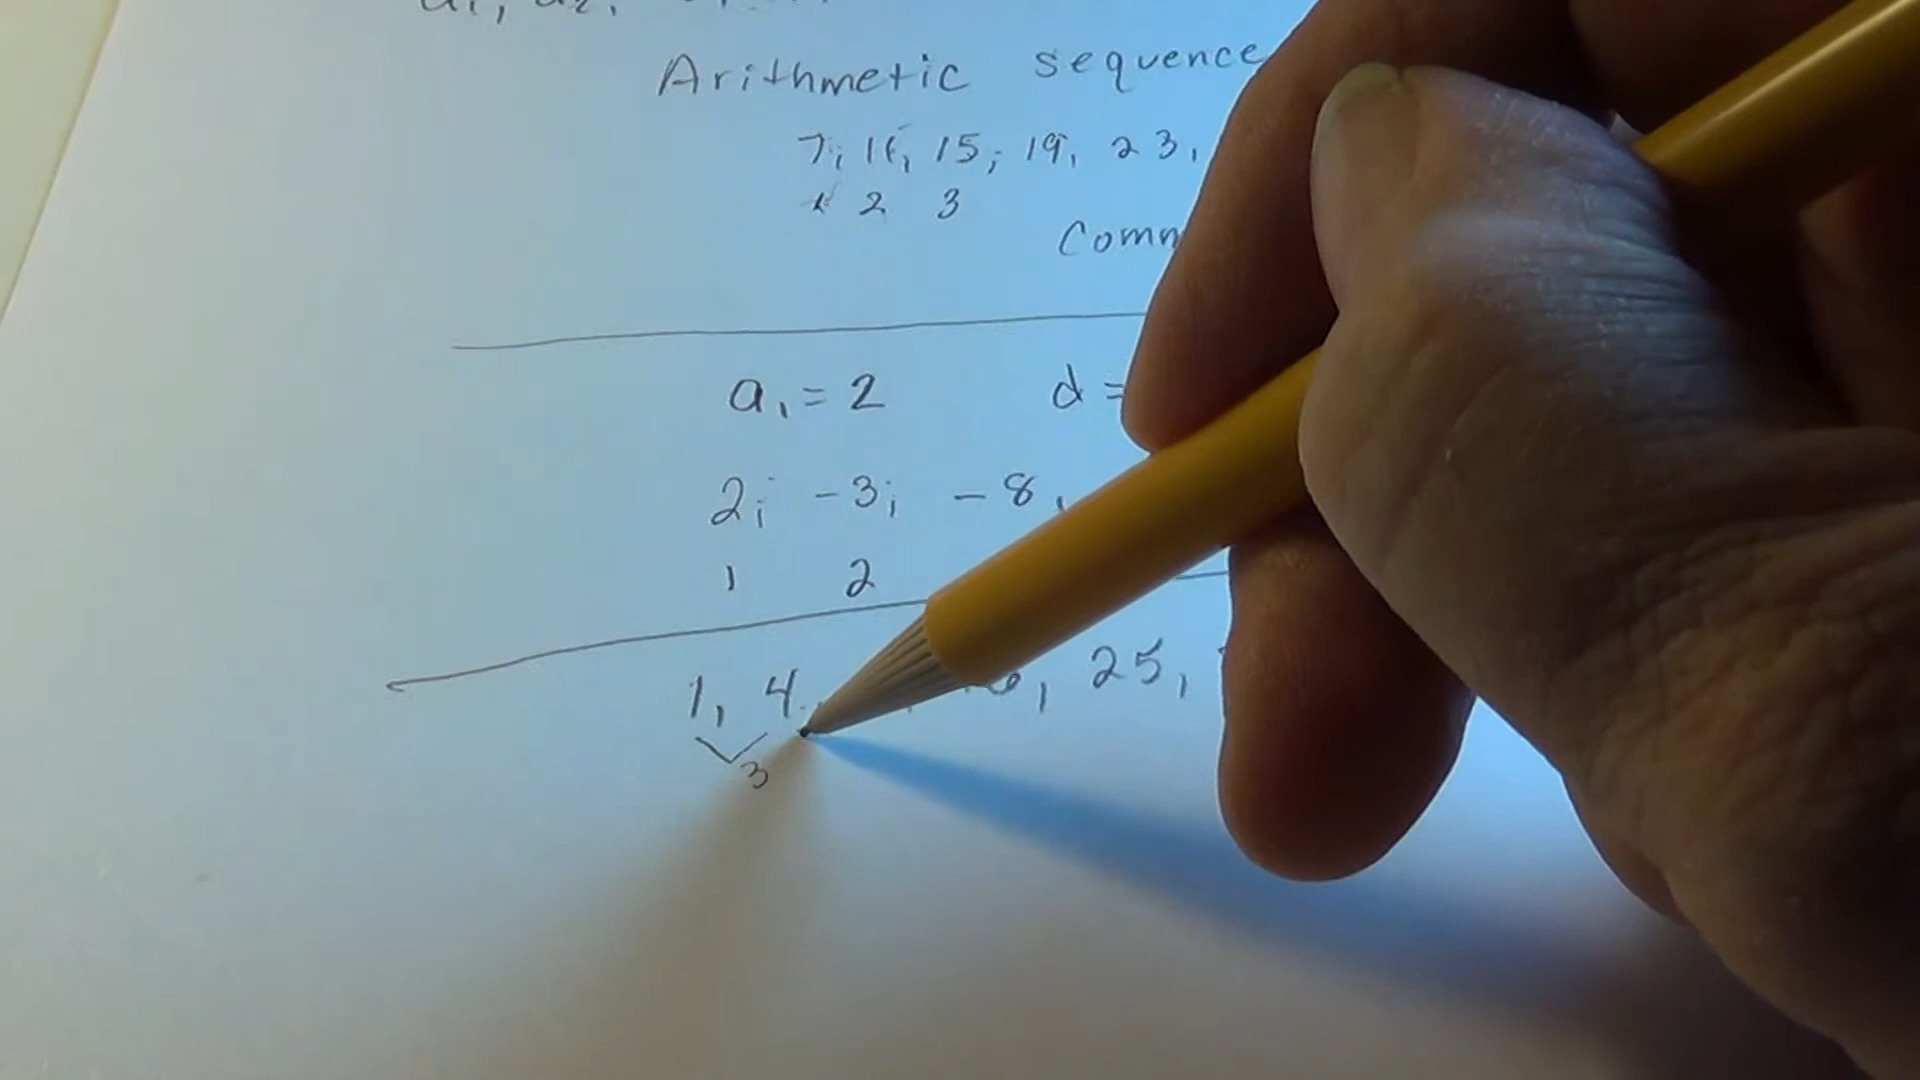 Arithmetic sequence
7, 11, 15, 19, 23,
1 2 3
a₁ = 2 d =
2, -3, -8,
1 2
1, 4 6, 25,
3